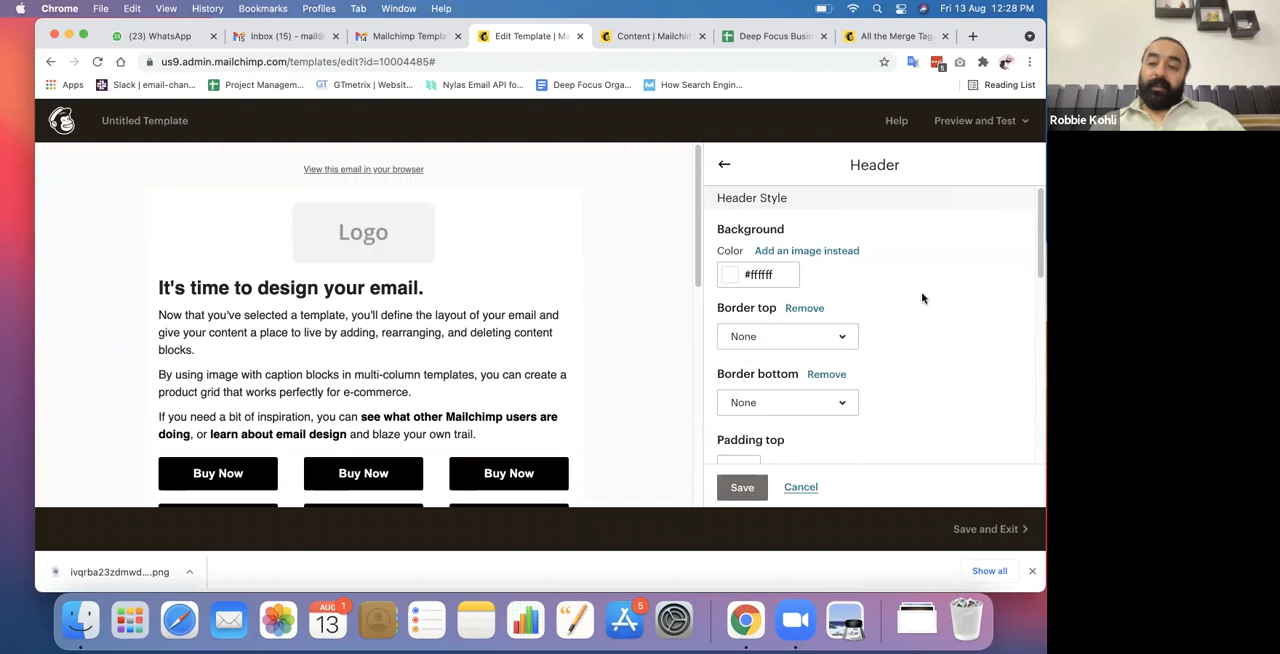 Chrome File Edit View History Bookmarks Profiles Tab Window Help Fri 13 Aug 12:28 PM
(23) WhatsApp Inbox (15) - mail@ Mailchimp Templa Edit Template | Ma Content | Mailchim Deep Focus Busin All the Merge Tag
us9.admin.mailchimp.com/templates/edit?id=10004485#
Apps Slack | email-chan... Project Managem... GT GTmetrix | Websit... Nylas Email API fo... Deep Focus Orga... How Search Engin... Reading List
Untitled Template Help Preview and Test
View this email in your browser
Logo
It's time to design your email.
Now that you've selected a template, you'll define the layout of your email and
give your content a place to live by adding, rearranging, and deleting content
blocks.
By using image with caption blocks in multi-column templates, you can create a
product grid that works perfectly for e-commerce.
If you need a bit of inspiration, you can see what other Mailchimp users are
doing, or learn about email design and blaze your own trail.
Buy Now Buy Now Buy Now
Header
Header Style
Background
Color Add an image instead
#ffffff
Border top Remove
None
Border bottom Remove
None
Padding top
Save Cancel
Save and Exit
ivqrba23zdmwd....png Show all
AUG 1
13
5
Robbie Kohli